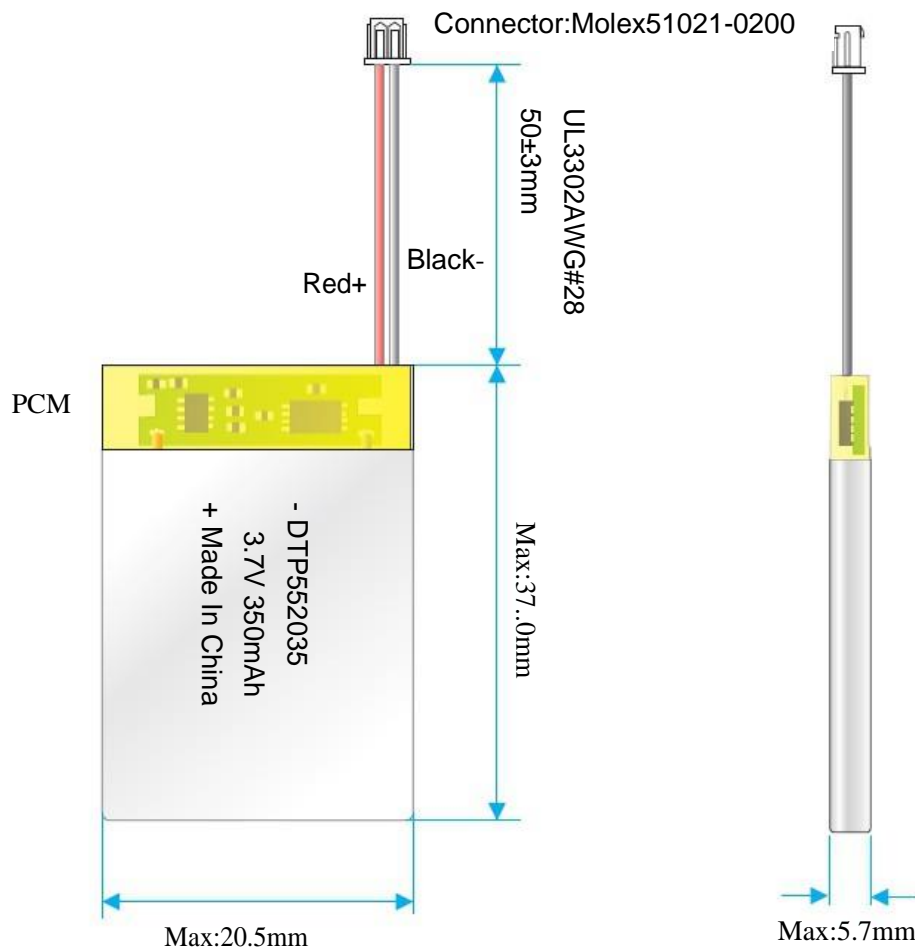 Connector:Molex51021-0200
UL3302AWG#28
50±3mm
Black-
Red+
PCM
- DTP552035
3.7V 350mAh
+ Made In China
Max:37..0mm
Max:20.5mm
Max:5.7mm